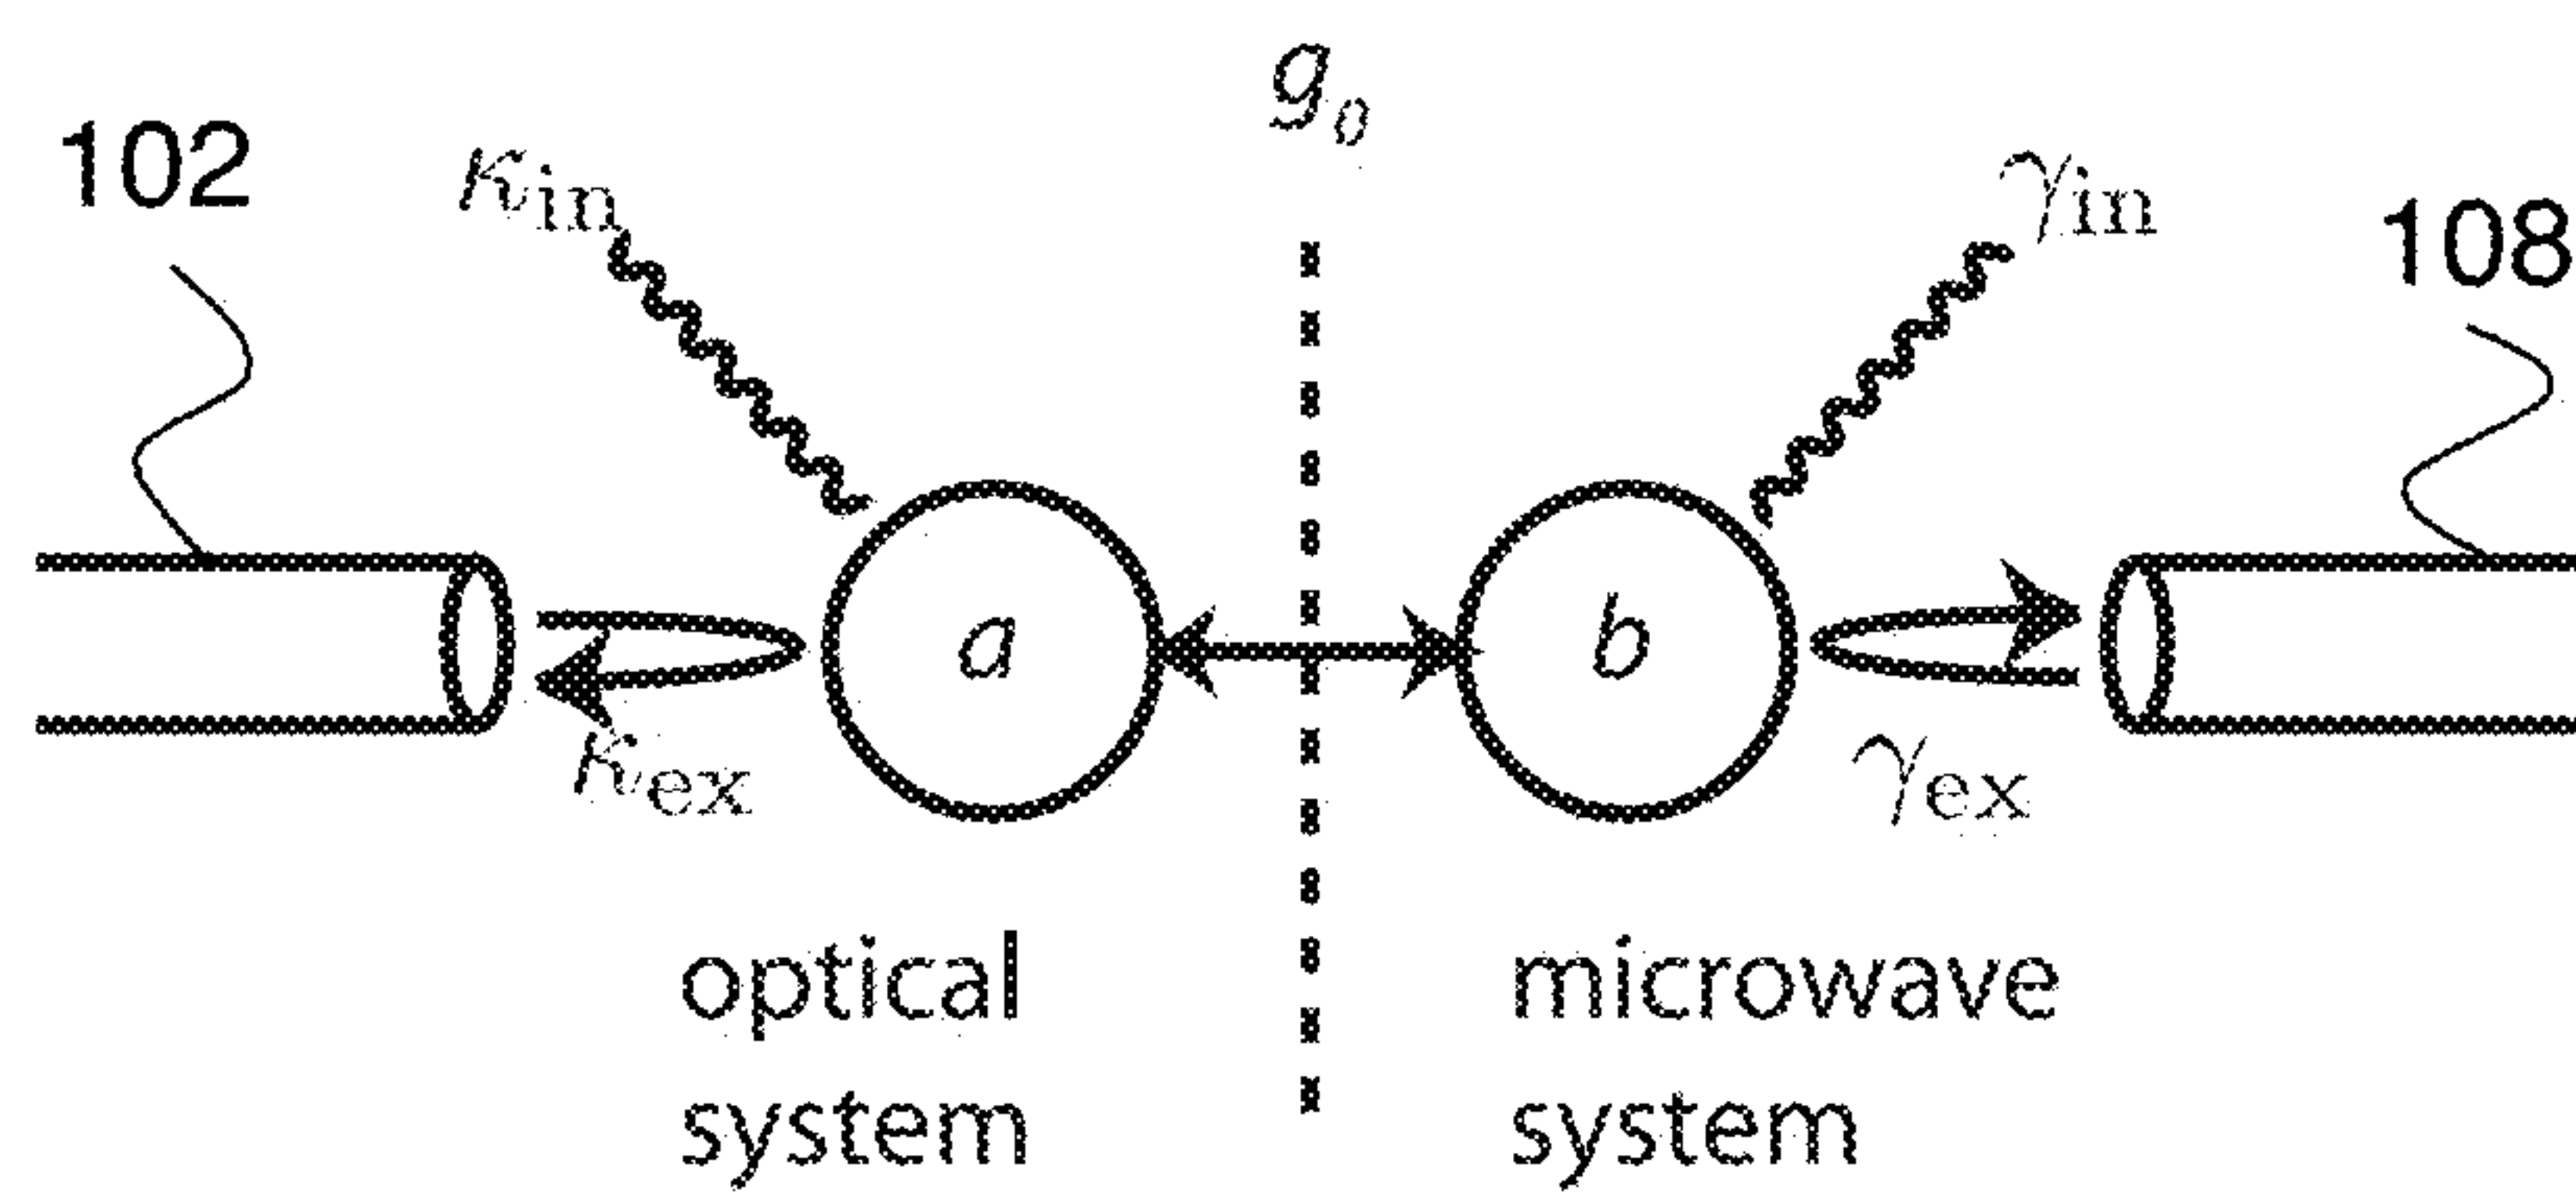 g₀
102
κin
γin
108
a
b
κex
γex
optical
system
microwave
system